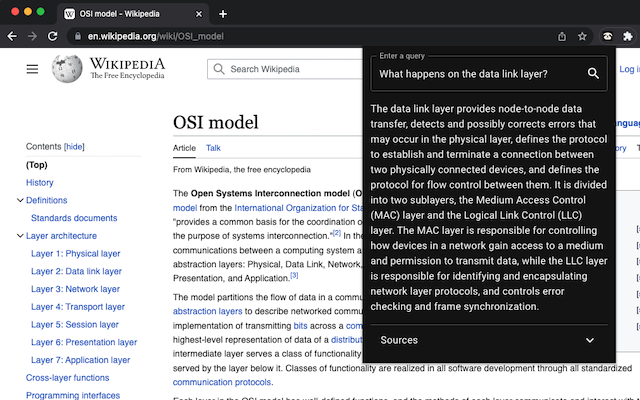 OSI model - Wikipedia
en.wikipedia.org/wiki/OSI_model
WIKIPEDIA
The Free Encyclopedia
Search Wikipedia
Log i
Contents [hide]
(Top)
History
Definitions
Standards documents
Layer architecture
Layer 1: Physical layer
Layer 2: Data link layer
Layer 3: Network layer
Layer 4: Transport layer
Layer 5: Session layer
Layer 6: Presentation layer
Layer 7: Application layer
Cross-layer functions
Programming interfaces
OSI model
Article Talk
From Wikipedia, the free encyclopedia
The Open Systems Interconnection model (O
model from the International Organization for Sta
"provides a common basis for the coordination o
the purpose of systems interconnection."[2] In the
communications between a computing system a
abstraction layers: Physical, Data Link, Network,
Presentation, and Application.[3]
The model partitions the flow of data in a commu
abstraction layers to describe networked commu
implementation of transmitting bits across a com
highest-level representation of data of a distribut
intermediate layer serves a class of functionality
served by the layer below it. Classes of functionality are realized in all software development through all standardized
communication protocols.
Enter a query
What happens on the data link layer?
The data link layer provides node-to-node data
transfer, detects and possibly corrects errors that
may occur in the physical layer, defines the protocol
to establish and terminate a connection between
two physically connected devices, and defines the
protocol for flow control between them. It is divided
into two sublayers, the Medium Access Control
(MAC) layer and the Logical Link Control (LLC)
layer. The MAC layer is responsible for controlling
how devices in a network gain access to a medium
and permission to transmit data, while the LLC layer
is responsible for identifying and encapsulating
network layer protocols, and controls error
checking and frame synchronization.
Sources